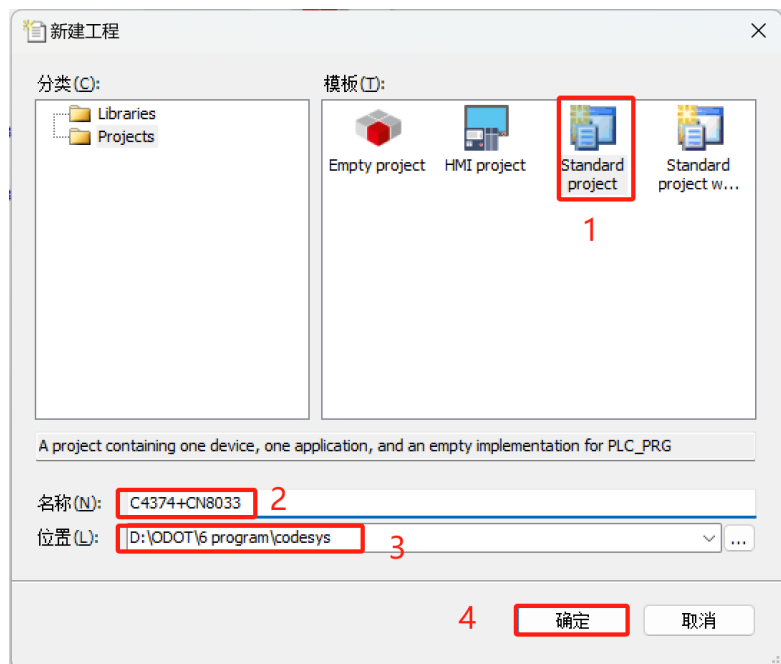 新建工程
分类(C):
模板(T):
Libraries
Projects
Empty project
HMI project
Standard
project
Standard
project w...
1
A project containing one device, one application, and an empty implementation for PLC_PRG
名称(N): C4374+CN8033 2
位置(L): D:\ODOT\6 program\codesys ...
3
4 确定 取消